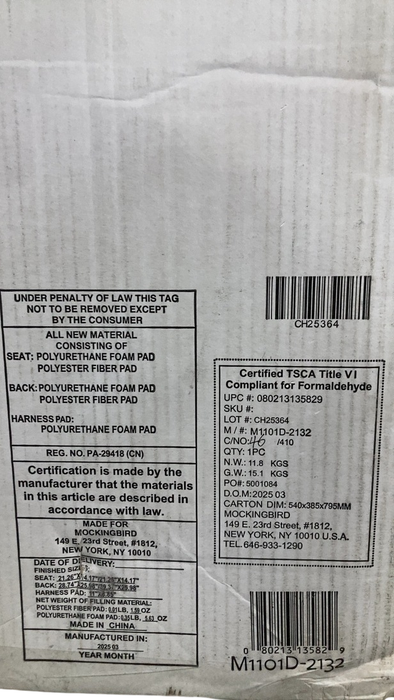 UNDER PENALTY OF LAW THIS TAG
NOT TO BE REMOVED EXCEPT
BY THE CONSUMER
ALL NEW MATERIAL
CONSISTING OF
SEAT: POLYURETHANE FOAM PAD
POLYESTER FIBER PAD
BACK: POLYURETHANE FOAM PAD
POLYESTER FIBER PAD
HARNESS PAD:
POLYURETHANE FOAM PAD
REG. NO. PA-29418 (CN)
Certification is made by the
manufacturer that the materials
in this article are described in
accordance with law.
MADE FOR
MOCKINGBIRD
149 E. 23rd Street, #1812,
NEW YORK, NY 10010
DATE OF DELIVERY:
FINISHED SIZE:
SEAT:
BACK:
HARNESS PAD:
NET WEIGHT OF FILLING MATERIAL:
POLYESTER FIBER PAD: LB, OZ
POLYURETHANE FOAM PAD: LB, OZ
MADE IN CHINA
MANUFACTURED IN:
2025 03
YEAR MONTH
CH25364
Certified TSCA Title VI
Compliant for Formaldehyde
UPC #: 080213135829
SKU #:
LOT #: CH25364
M / #: M1101D-2132
C/NO: 46 /410
QTY: 1PC
N.W.: 11.8 KGS
G.W.: 15.1 KGS
PO#: 5001084
D.O.M: 2025 03
CARTON DIM: 540x385x795MM
MOCKINGBIRD
149 E. 23rd Street, #1812,
NEW YORK, NY 10010 U.S.A.
TEL. 646-933-1290
0 80213 13582 9
M1101D-2132